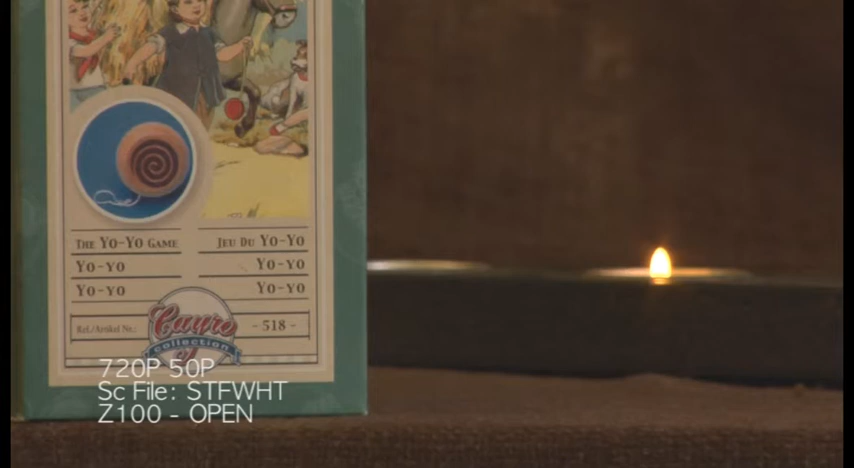 THE YO-YO GAME
JEU DU YO-YO
YO-YO
YO-YO
YO-YO
YO-YO
Ref./Artikel Nr.:
Cayro
collection
- 518 -
720P 50P
Sc File: STFWHT
Z100 - OPEN